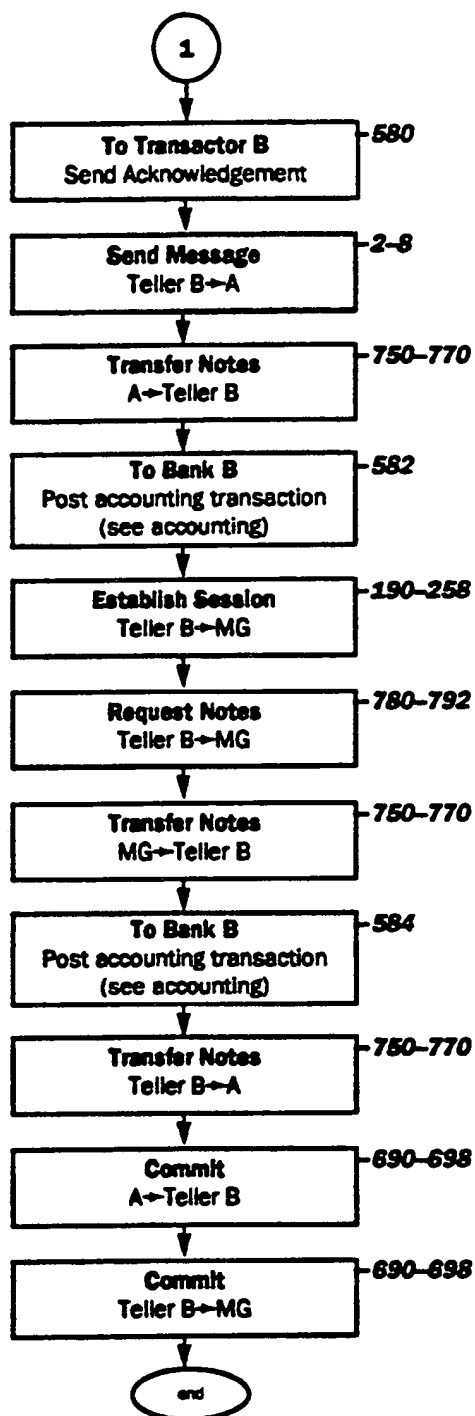 1
To Transactor B
Send Acknowledgement
580
Send Message
Teller B→A
2–8
Transfer Notes
A→Teller B
750–770
To Bank B
Post accounting transaction
(see accounting)
582
Establish Session
Teller B→MG
190–258
Request Notes
Teller B→MG
780–792
Transfer Notes
MG→Teller B
750–770
To Bank B
Post accounting transaction
(see accounting)
584
Transfer Notes
Teller B→A
750–770
Commit
A→Teller B
690–698
Commit
Teller B→MG
690–698
end